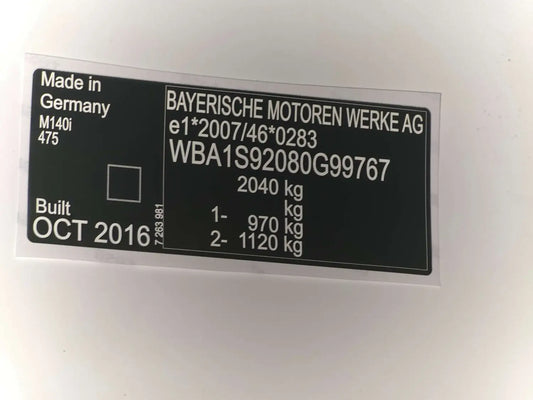 Made in
Germany
M140i
475
Built
OCT 2016
7 263 981
BAYERISCHE MOTOREN WERKE AG
e1*2007/46*0283
WBA1S92080G99767
2040 kg
kg
1- 970 kg
2- 1120 kg